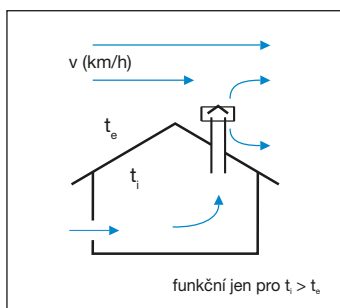 v (km/h)
tₑ
tᵢ
funkční jen pro tᵢ > tₑ